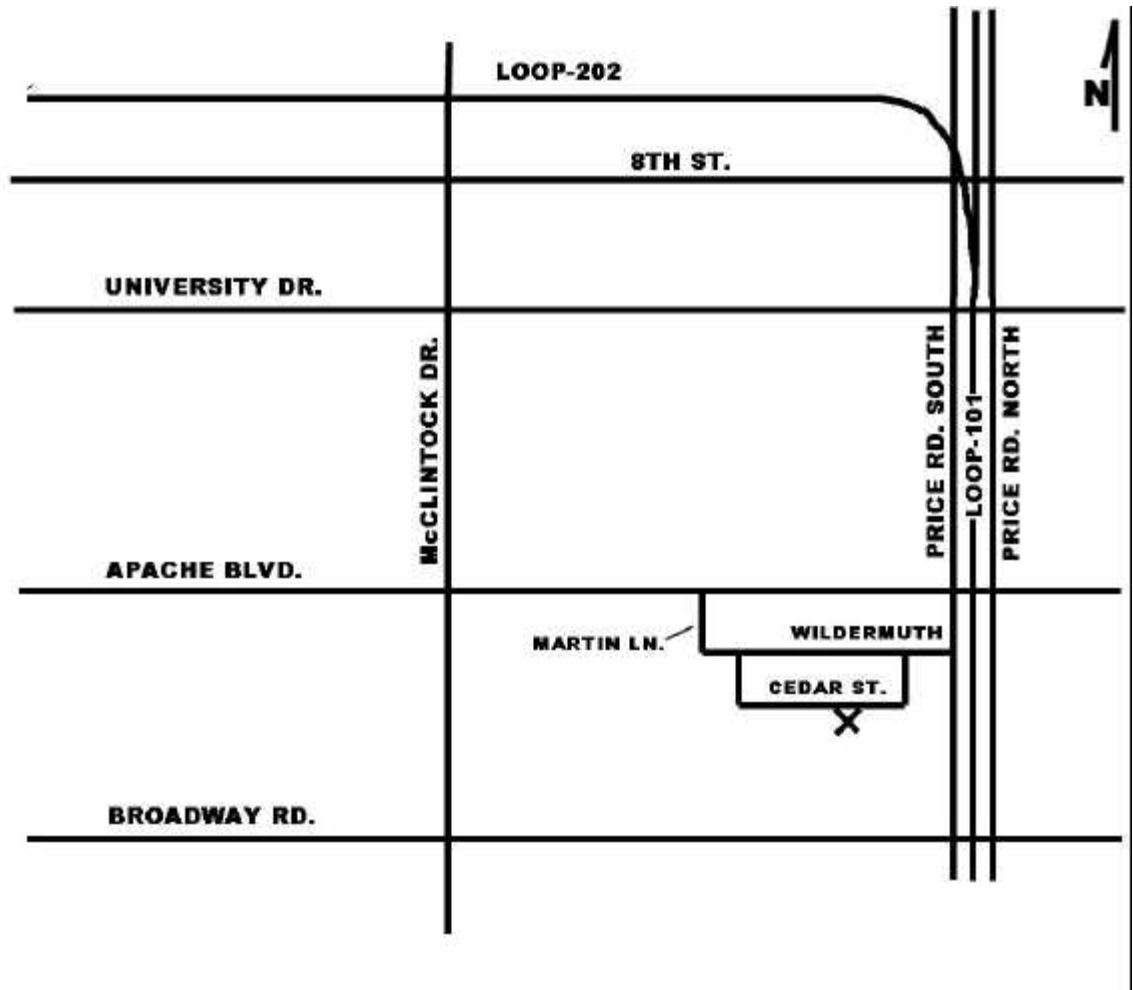 LOOP-202
N
8TH ST.
UNIVERSITY DR.
McCLINTOCK DR.
PRICE RD. SOUTH
LOOP-101
PRICE RD. NORTH
APACHE BLVD.
MARTIN LN.
WILDERMUTH
CEDAR ST.
BROADWAY RD.